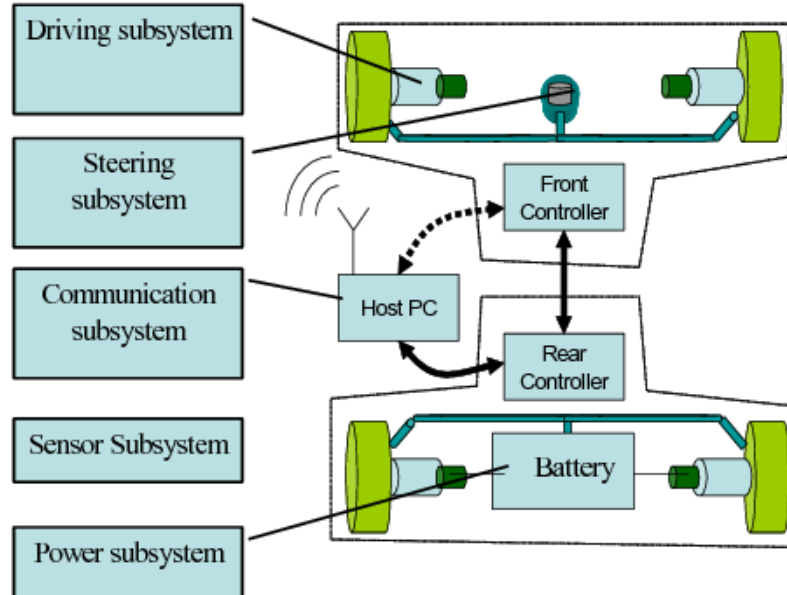 Driving subsystem
Steering
subsystem
Communication
subsystem
Sensor Subsystem
Power subsystem
Front
Controller
Host PC
Rear
Controller
Battery